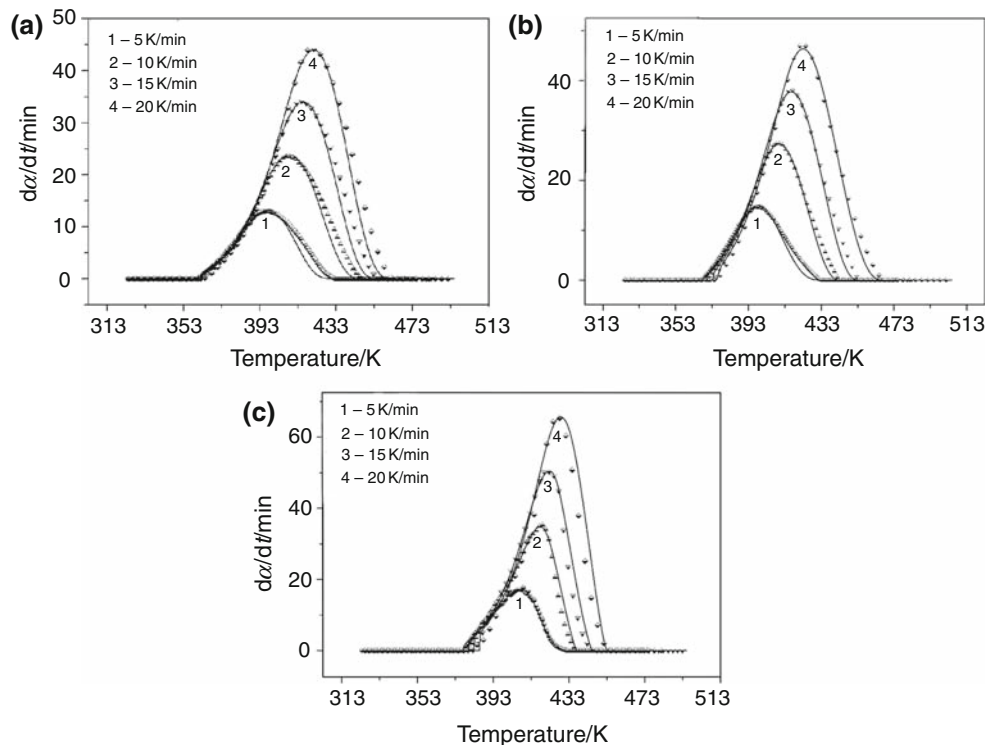 (a)
1 – 5 K/min
2 – 10 K/min
3 – 15 K/min
4 – 20 K/min
50
40
30
20
10
0
dα/dt/min
1
2
3
4
313 353 393 433 473 513
Temperature/K
(b)
1 – 5 K/min
2 – 10 K/min
3 – 15 K/min
4 – 20 K/min
40
20
0
dα/dt/min
1
2
3
4
313 353 393 433 473 513
Temperature/K
(c)
1 – 5 K/min
2 – 10 K/min
3 – 15 K/min
4 – 20 K/min
60
40
20
0
dα/dt/min
1
2
3
4
313 353 393 433 473 513
Temperature/K